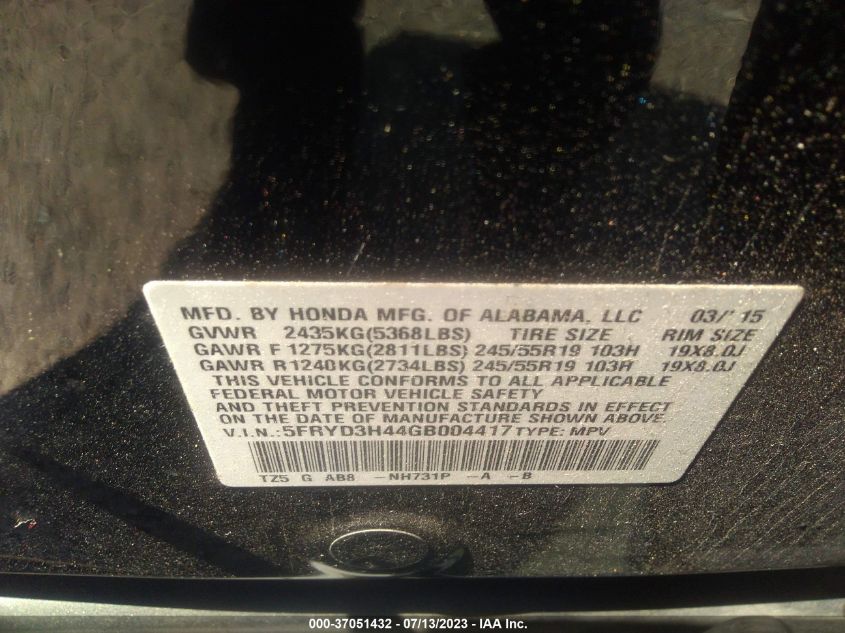 MFD. BY HONDA MFG. OF ALABAMA, LLC 03/' 15
GVWR 2435KG(5368LBS) TIRE SIZE RIM SIZE
GAWR F 1275KG(2811LBS) 245/55R19 103H 19X8.0J
GAWR R1240KG(2734LBS) 245/55R19 103H 19X8.0J
THIS VEHICLE CONFORMS TO ALL APPLICABLE
FEDERAL MOTOR VEHICLE SAFETY
AND THEFT PREVENTION STANDARDS IN EFFECT
ON THE DATE OF MANUFACTURE SHOWN ABOVE.
V.I.N.: 5FRYD3H44GB004417 TYPE: MPV
TZ5 G AB8 -NH731P -A -B
000-37051432 - 07/13/2023 - IAA Inc.